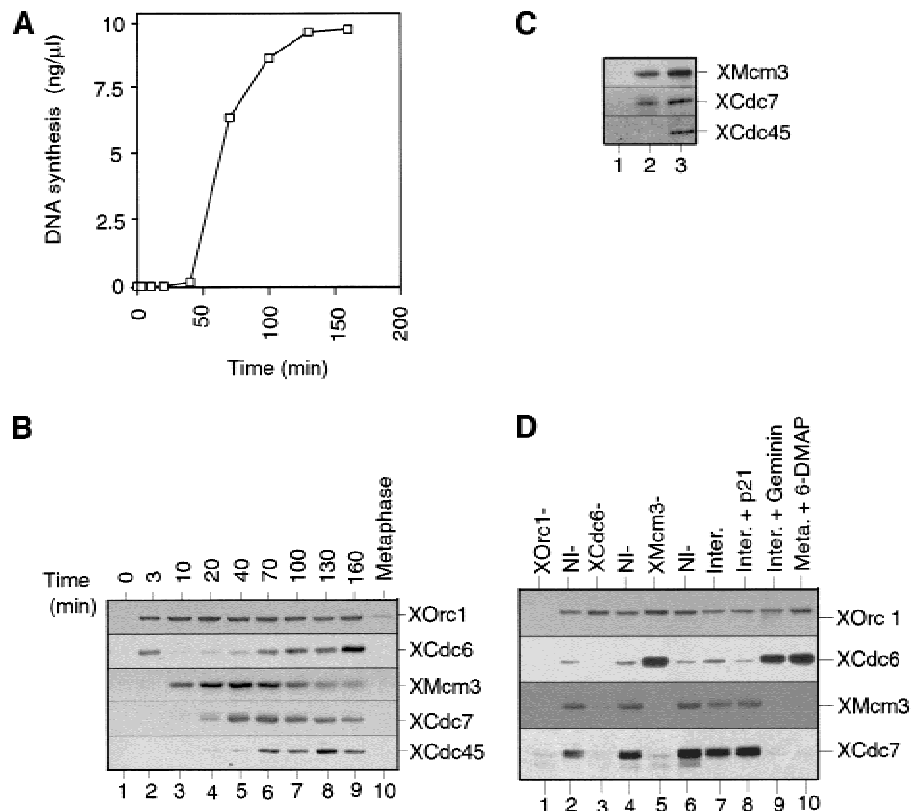 A
DNA synthesis (ng/µl)
10
7.5
5
2.5
0
0
50
100
150
200
Time (min)
C
XMcm3
XCdc7
XCdc45
1 2 3
B
Time (min)
0 3 10 20 40 70 100 130 160 Metaphase
XOrc1
XCdc6
XMcm3
XCdc7
XCdc45
1 2 3 4 5 6 7 8 9 10
D
XOrc1- NI- XCdc6- NI- XMcm3- NI- Inter. Inter. + p21 Inter. + Geminin Meta. + 6-DMAP
XOrc 1
XCdc6
XMcm3
XCdc7
1 2 3 4 5 6 7 8 9 10